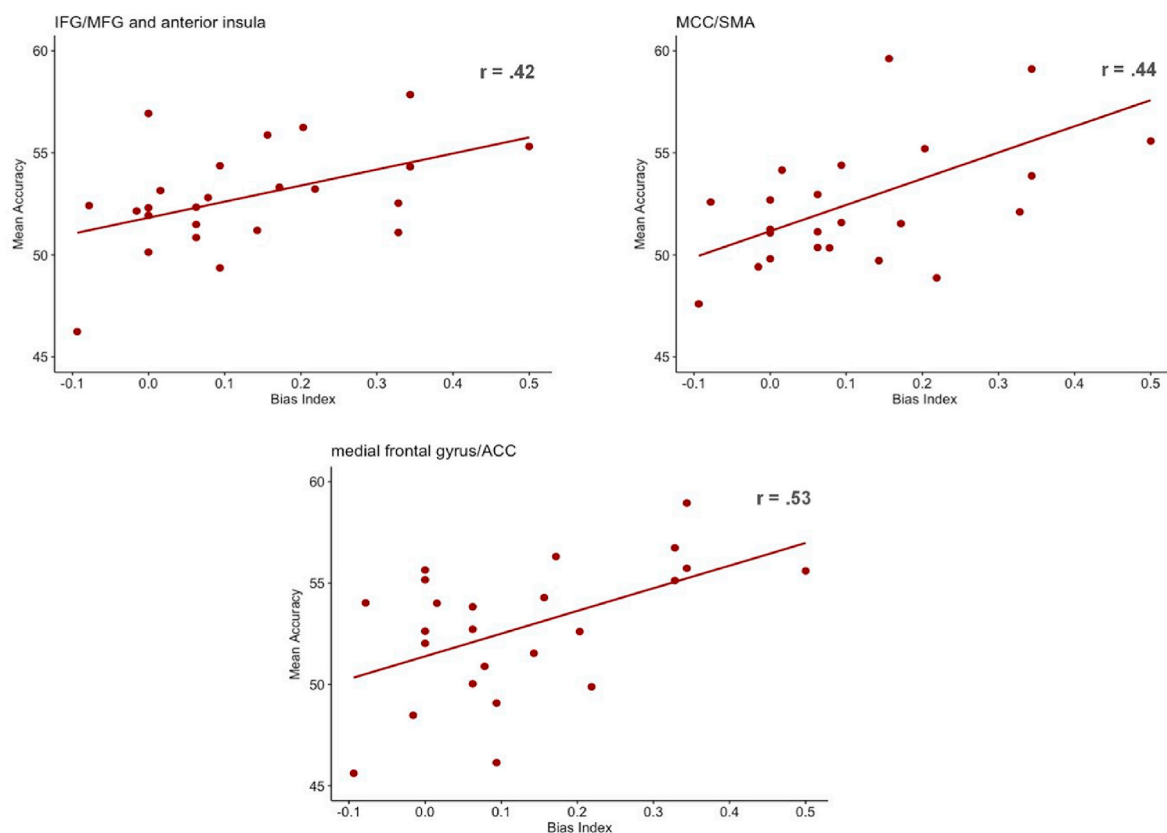 IFG/MFG and anterior insula
r = .42
Mean Accuracy
60
55
50
45
-0.1 0.0 0.1 0.2 0.3 0.4 0.5
Bias Index
MCC/SMA
r = .44
Mean Accuracy
60
55
50
45
-0.1 0.0 0.1 0.2 0.3 0.4 0.5
Bias Index
medial frontal gyrus/ACC
r = .53
Mean Accuracy
60
55
50
45
-0.1 0.0 0.1 0.2 0.3 0.4 0.5
Bias Index